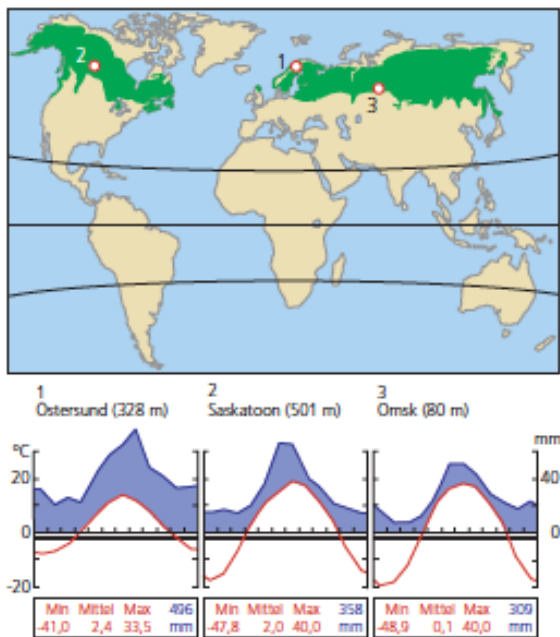 2
1
3
1
Östersund (328 m)
2
Saskatoon (501 m)
3
Omsk (80 m)
°C
mm
20
40
0
0
-20
Min Mittel Max 496
-41,0 2,4 33,5 mm
Min Mittel Max 358
-47,8 2,0 40,0 mm
Min Mittel Max 309
-48,9 0,1 40,0 mm